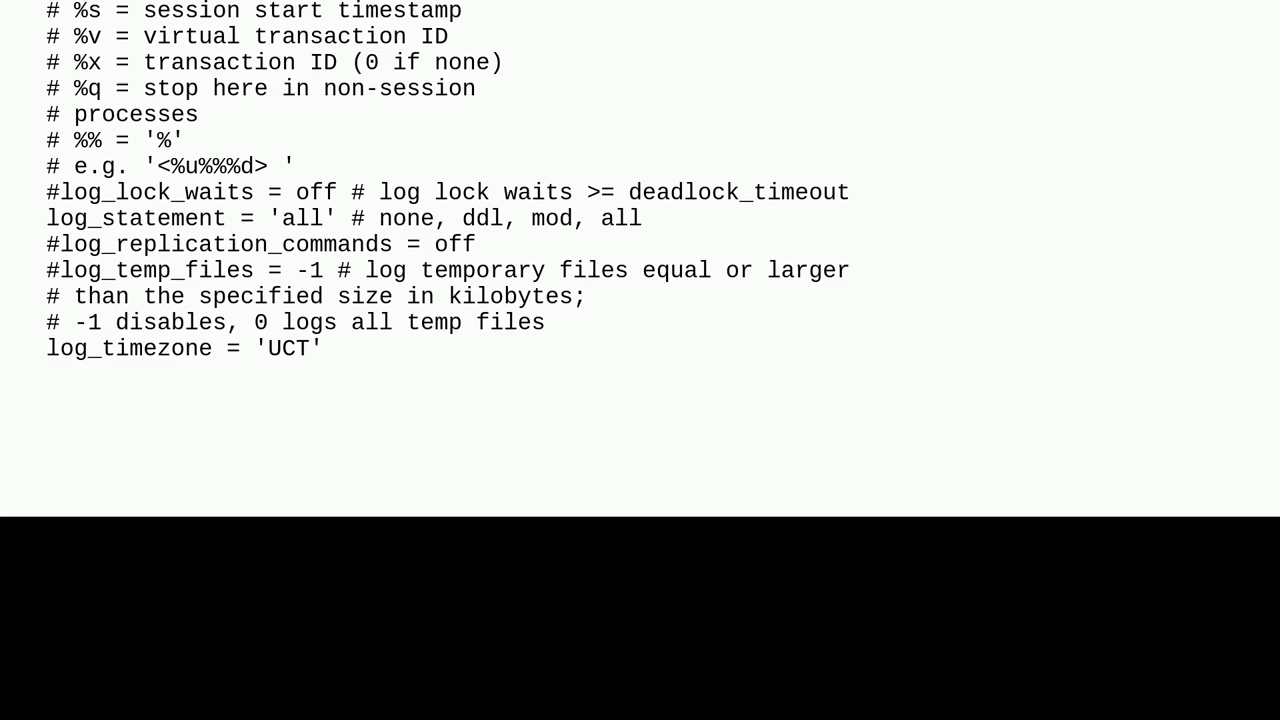 # %s = session start timestamp
# %v = virtual transaction ID
# %x = transaction ID (0 if none)
# %q = stop here in non-session
# processes
# %% = '%'
# e.g. '<%u%%%d> '
#log_lock_waits = off # log lock waits >= deadlock_timeout
log_statement = 'all' # none, ddl, mod, all
#log_replication_commands = off
#log_temp_files = -1 # log temporary files equal or larger
# than the specified size in kilobytes;
# -1 disables, 0 logs all temp files
log_timezone = 'UCT'